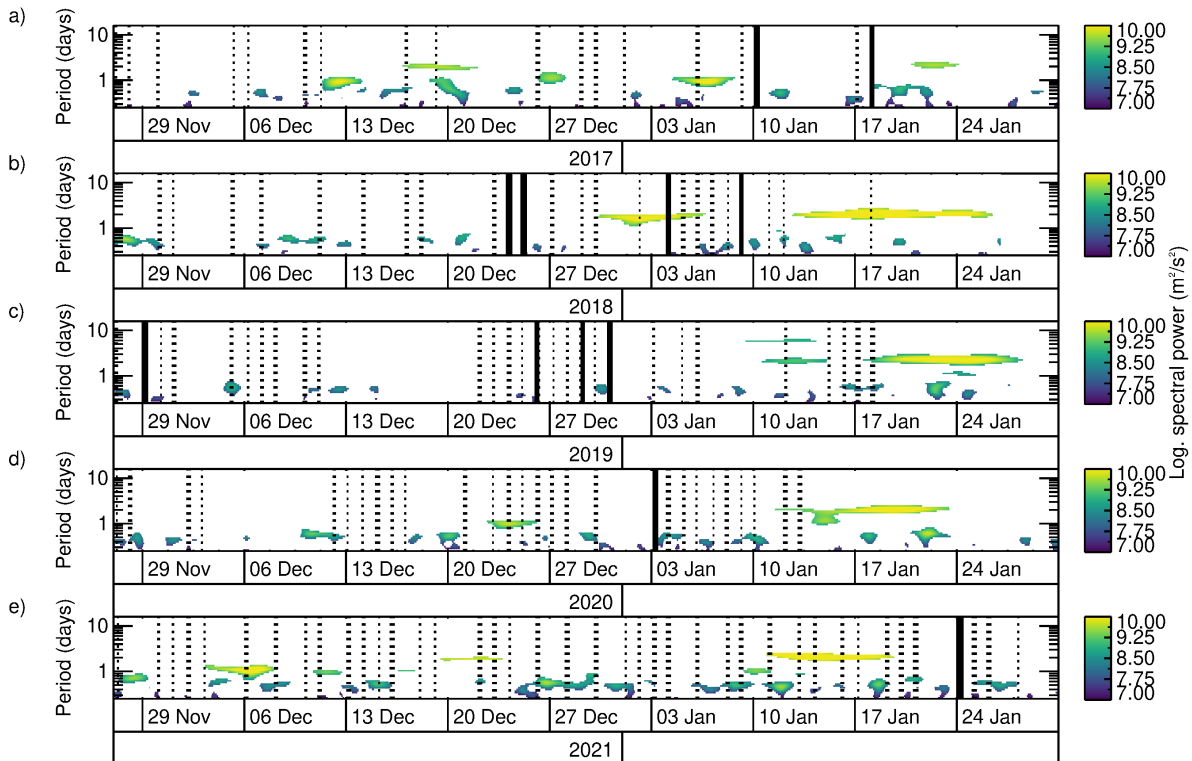 a)
Period (days)
10
1
10.00
9.25
8.50
7.75
7.00
29 Nov 06 Dec 13 Dec 20 Dec 27 Dec 03 Jan 10 Jan 17 Jan 24 Jan
2017
b)
Period (days)
10
1
10.00
9.25
8.50
7.75
7.00
29 Nov 06 Dec 13 Dec 20 Dec 27 Dec 03 Jan 10 Jan 17 Jan 24 Jan
2018
c)
Period (days)
10
1
10.00
9.25
8.50
7.75
7.00
Log. spectral power (m²/s²)
29 Nov 06 Dec 13 Dec 20 Dec 27 Dec 03 Jan 10 Jan 17 Jan 24 Jan
2019
d)
Period (days)
10
1
10.00
9.25
8.50
7.75
7.00
29 Nov 06 Dec 13 Dec 20 Dec 27 Dec 03 Jan 10 Jan 17 Jan 24 Jan
2020
e)
Period (days)
10
1
10.00
9.25
8.50
7.75
7.00
29 Nov 06 Dec 13 Dec 20 Dec 27 Dec 03 Jan 10 Jan 17 Jan 24 Jan
2021